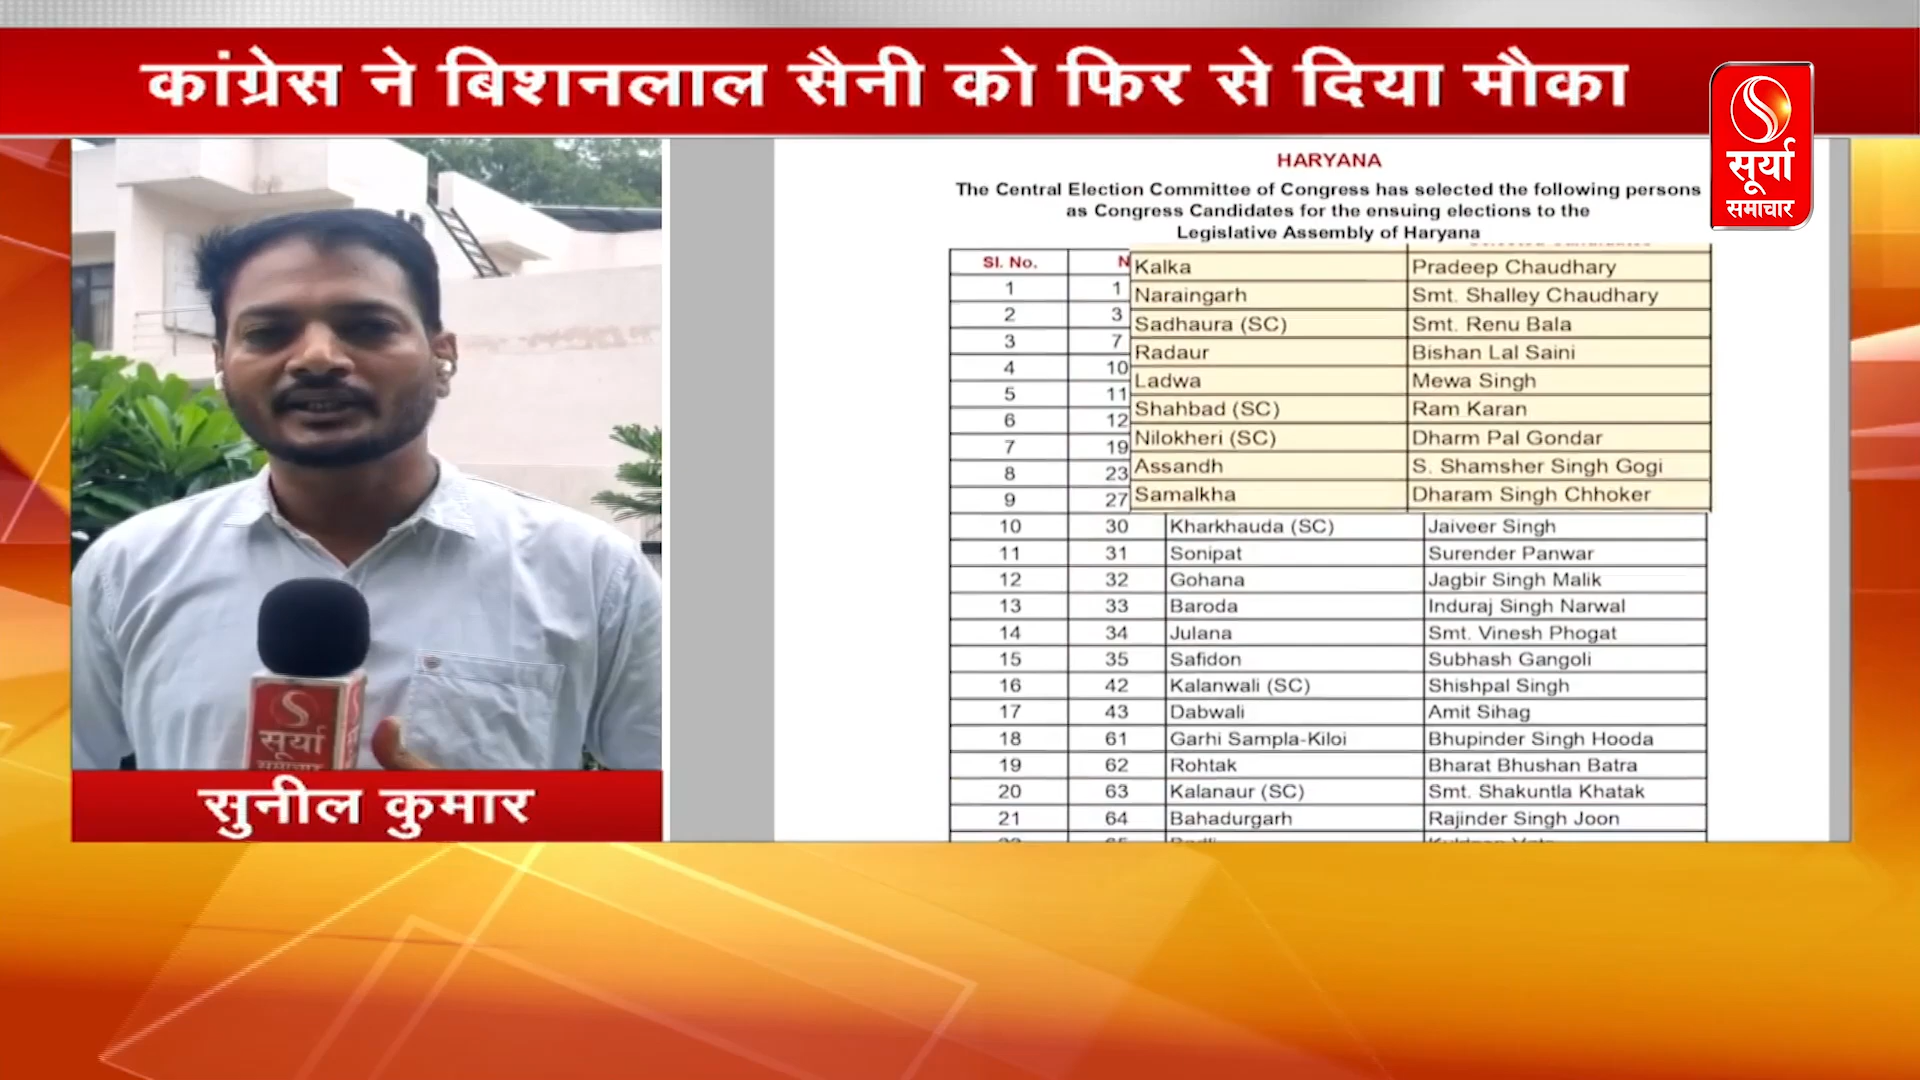 कांग्रेस ने बिशनलाल सैनी को फिर से दिया मौका
सूर्या
समाचार
HARYANA
The Central Election Committee of Congress has selected the following persons
as Congress Candidates for the ensuing elections to the
Legislative Assembly of Haryana
Sl. No. N
1 1 Kalka Pradeep Chaudhary
2 3 Naraingarh Smt. Shalley Chaudhary
3 7 Sadhaura (SC) Smt. Renu Bala
4 10 Radaur Bishan Lal Saini
5 11 Ladwa Mewa Singh
6 12 Shahbad (SC) Ram Karan
7 19 Nilokheri (SC) Dharm Pal Gondar
8 23 Assandh S. Shamsher Singh Gogi
9 27 Samalkha Dharam Singh Chhoker
10 30 Kharkhauda (SC) Jaiveer Singh
11 31 Sonipat Surender Panwar
12 32 Gohana Jagbir Singh Malik
13 33 Baroda Induraj Singh Narwal
14 34 Julana Smt. Vinesh Phogat
15 35 Safidon Subhash Gangoli
16 42 Kalanwali (SC) Shishpal Singh
17 43 Dabwali Amit Sihag
18 61 Garhi Sampla-Kiloi Bhupinder Singh Hooda
19 62 Rohtak Bharat Bhushan Batra
20 63 Kalanaur (SC) Smt. Shakuntla Khatak
21 64 Bahadurgarh Rajinder Singh Joon
सूर्या
सुनील कुमार